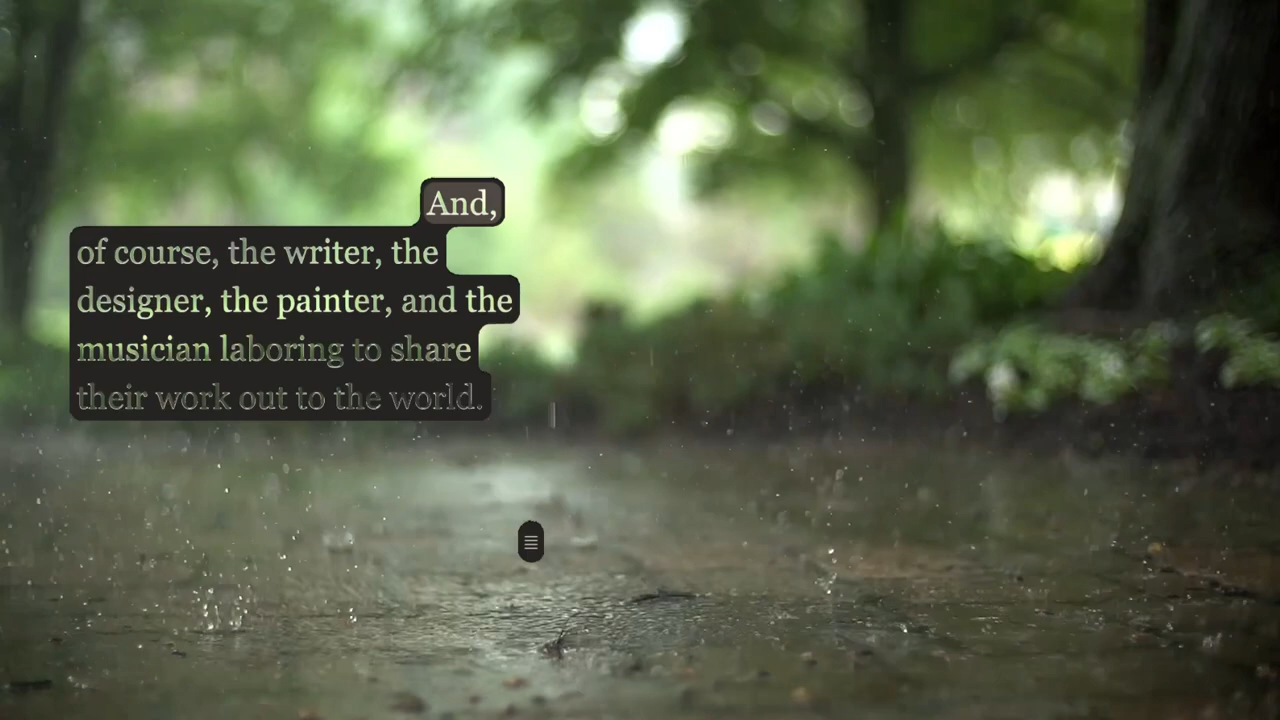 And,
of course, the writer, the
designer, the painter, and the
musician laboring to share
their work out to the world.